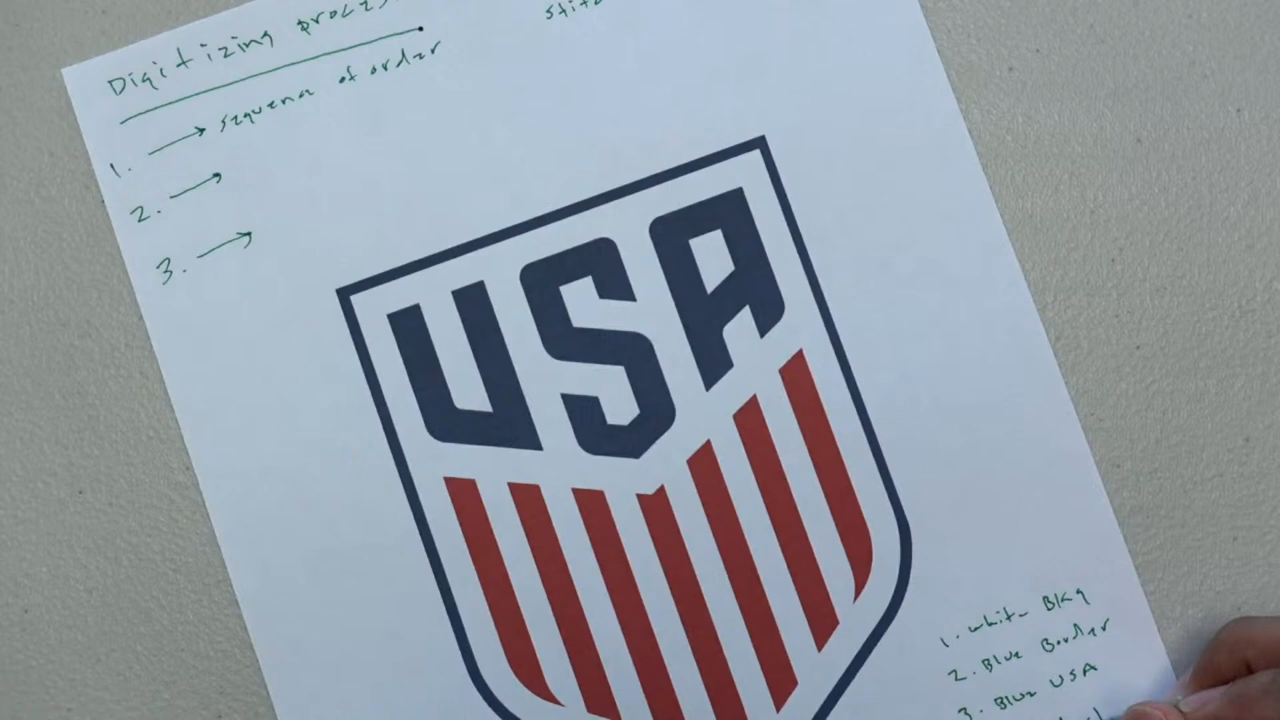 Digitizing process
stitc
1. → sequence of order
2. →
3. →
USA
1. white Bkg
2. Blue Border
3. Blue USA